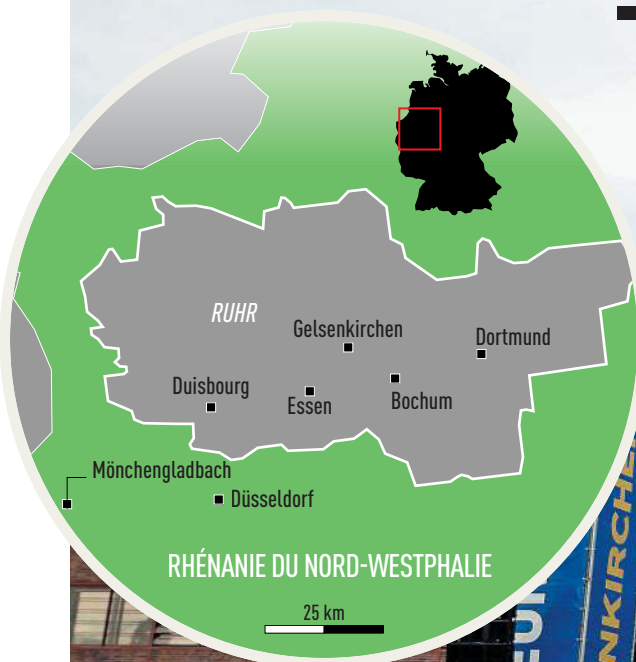 RUHR
Gelsenkirchen
Dortmund
Duisbourg
Essen
Bochum
Mönchengladbach
Düsseldorf
RHÉNANIE DU NORD-WESTPHALIE
25 km